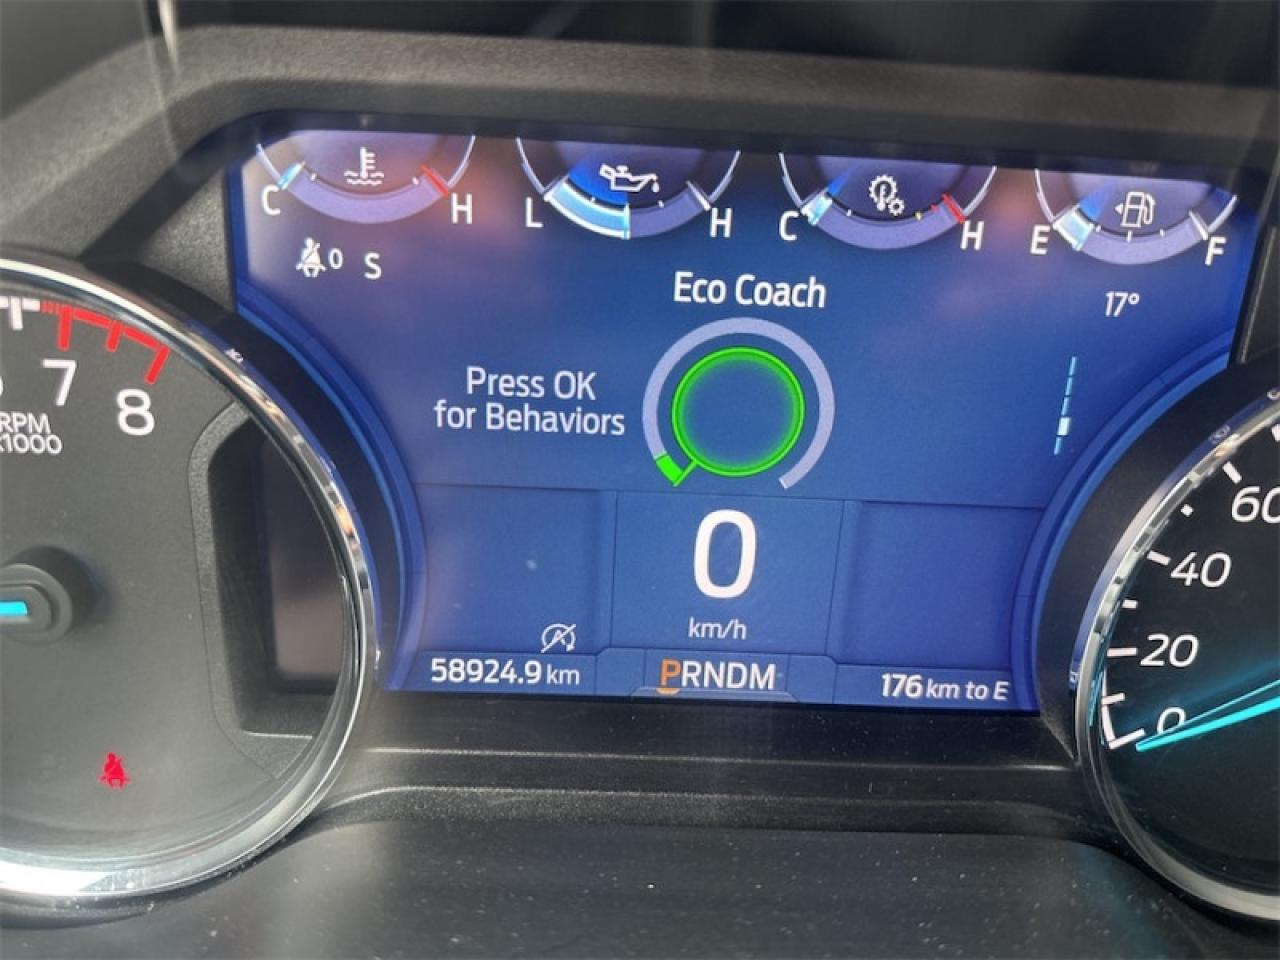 C H
L H
C H
E F
0 S
Eco Coach
17°
Press OK
for Behaviors
7
8
RPM
x1000
60
40
20
0
0
km/h
58924.9 km
PRNDM
176 km to E